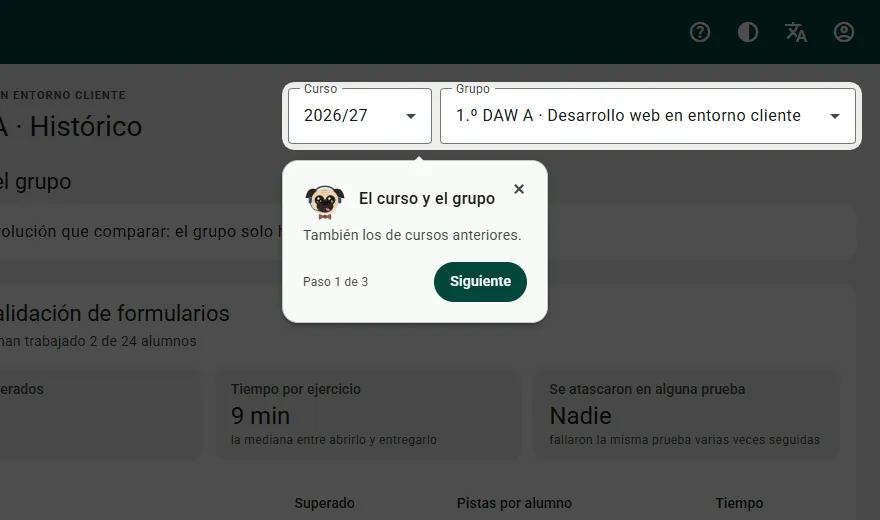 N ENTORNO CLIENTE
A · Histórico
Curso
2026/27
Grupo
1.º DAW A · Desarrollo web en entorno cliente
el grupo
volución que comparar: el grupo solo h
El curso y el grupo
También los de cursos anteriores.
Paso 1 de 3
Siguiente
alidación de formularios
han trabajado 2 de 24 alumnos
erados
Tiempo por ejercicio
9 min
la mediana entre abrirlo y entregarlo
Se atascaron en alguna prueba
Nadie
fallaron la misma prueba varias veces seguidas
Superado
Pistas por alumno
Tiempo